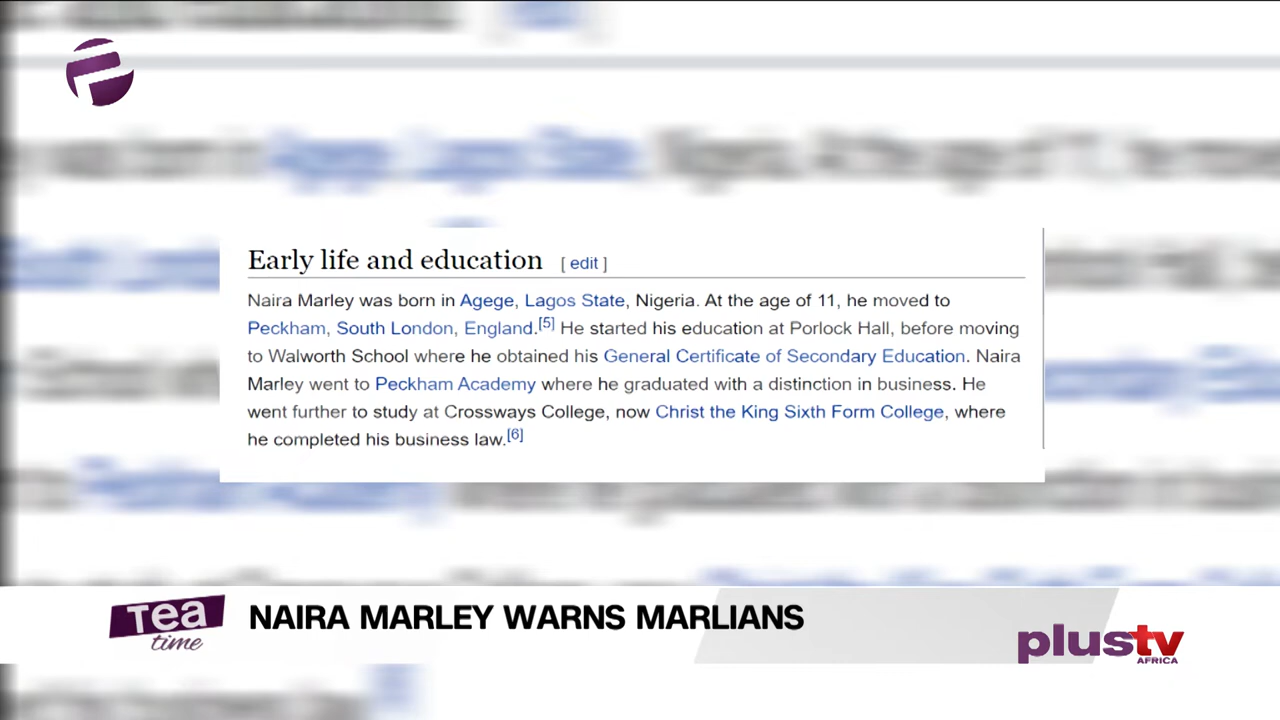 Early life and education [ edit ]
Naira Marley was born in Agege, Lagos State, Nigeria. At the age of 11, he moved to
Peckham, South London, England.[5] He started his education at Porlock Hall, before moving
to Walworth School where he obtained his General Certificate of Secondary Education. Naira
Marley went to Peckham Academy where he graduated with a distinction in business. He
went further to study at Crossways College, now Christ the King Sixth Form College, where
he completed his business law.[6]
Tea
time
NAIRA MARLEY WARNS MARLIANS
plustv
AFRICA